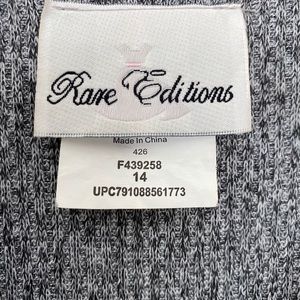 Rare Editions
Made In China
426
F439258
14
UPC791088561773